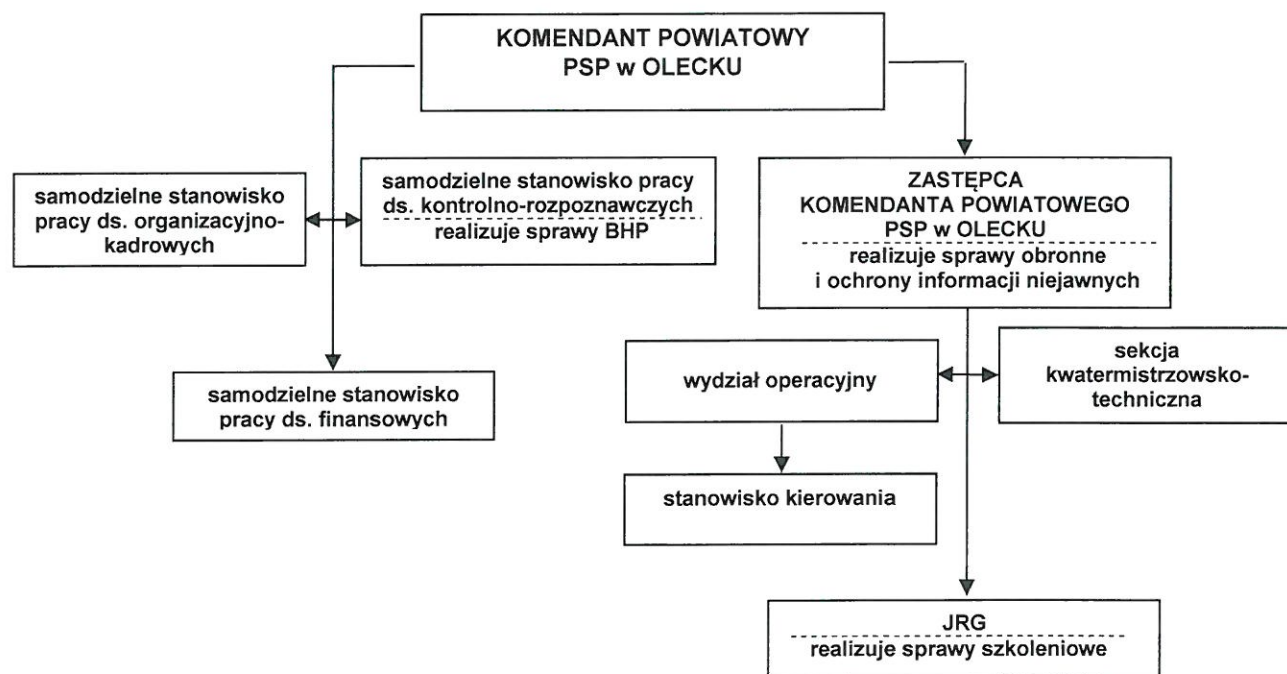 KOMENDANT POWIATOWY
PSP w OLECKU
samodzielne stanowisko
pracy ds. organizacyjno-
kadrowych
samodzielne stanowisko pracy
ds. kontrolno-rozpoznawczych
realizuje sprawy BHP
ZASTĘPCA
KOMENDANTA POWIATOWEGO
PSP w OLECKU
realizuje sprawy obronne
i ochrony informacji niejawnych
samodzielne stanowisko
pracy ds. finansowych
wydział operacyjny
sekcja
kwatermistrzowsko-
techniczna
stanowisko kierowania
JRG
realizuje sprawy szkoleniowe